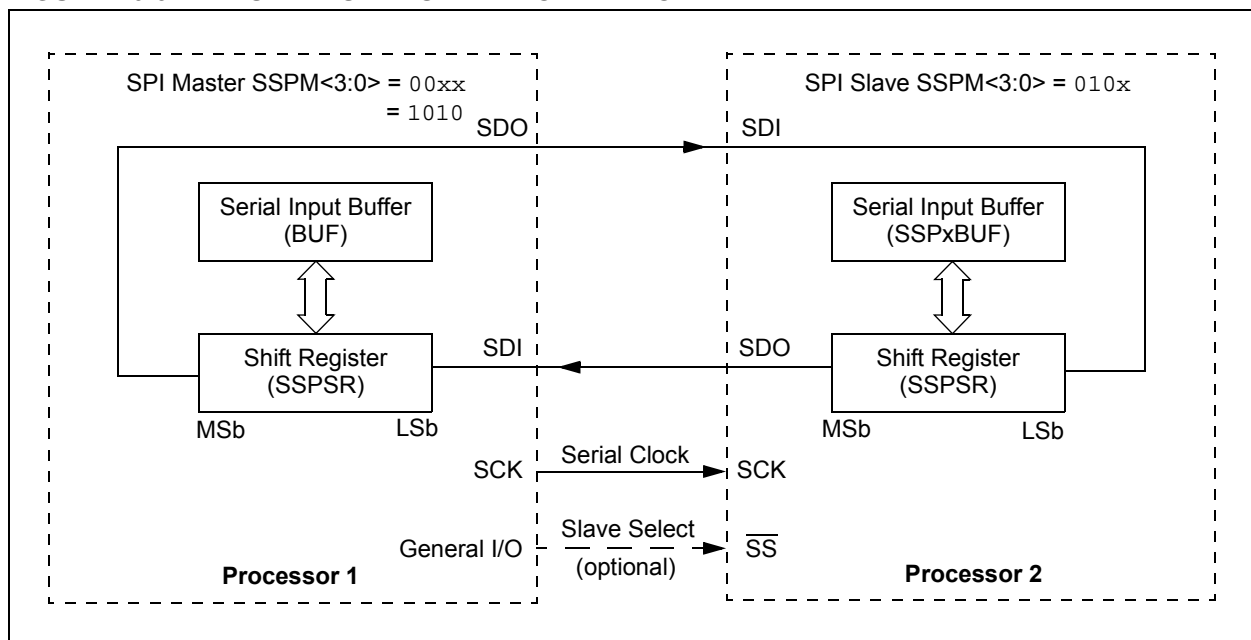 SPI Master SSPM<3:0> = 00xx
= 1010
SPI Slave SSPM<3:0> = 010x
SDO
SDI
Serial Input Buffer
(BUF)
Serial Input Buffer
(SSPxBUF)
Shift Register
(SSPSR)
SDI
SDO
Shift Register
(SSPSR)
MSb
LSb
MSb
LSb
SCK
Serial Clock
SCK
General I/O
Slave Select
(optional)
SS
Processor 1
Processor 2